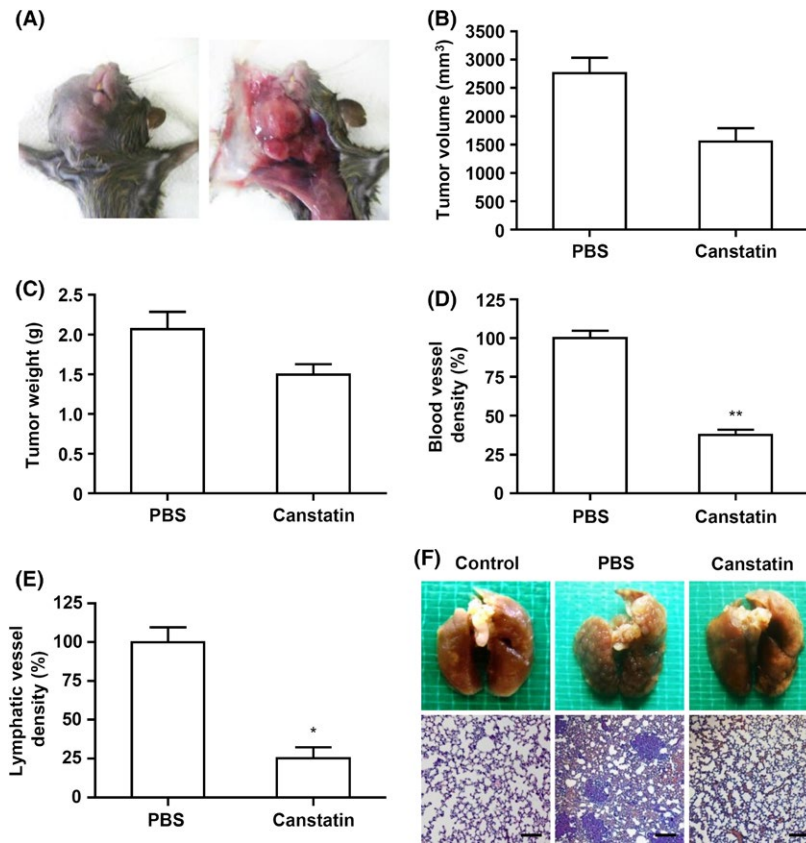 (A)
(B)
Tumor volume (mm³)
3500
3000
2500
2000
1500
1000
500
0
PBS
Canstatin
(C)
Tumor weight (g)
2.5
2.0
1.5
1.0
0.5
0
PBS
Canstatin
(D)
Blood vessel
density (%)
125
100
75
50
25
0
**
PBS
Canstatin
(E)
Lymphatic vessel
density (%)
125
100
75
50
25
0
*
PBS
Canstatin
(F)
Control
PBS
Canstatin